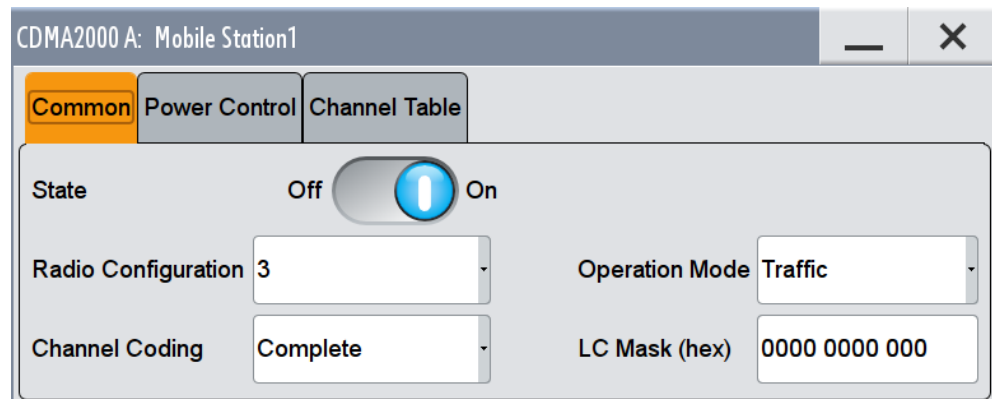 CDMA2000 A: Mobile Station1
Common Power Control Channel Table
State Off On
Radio Configuration 3 Operation Mode Traffic
Channel Coding Complete LC Mask (hex) 0000 0000 000